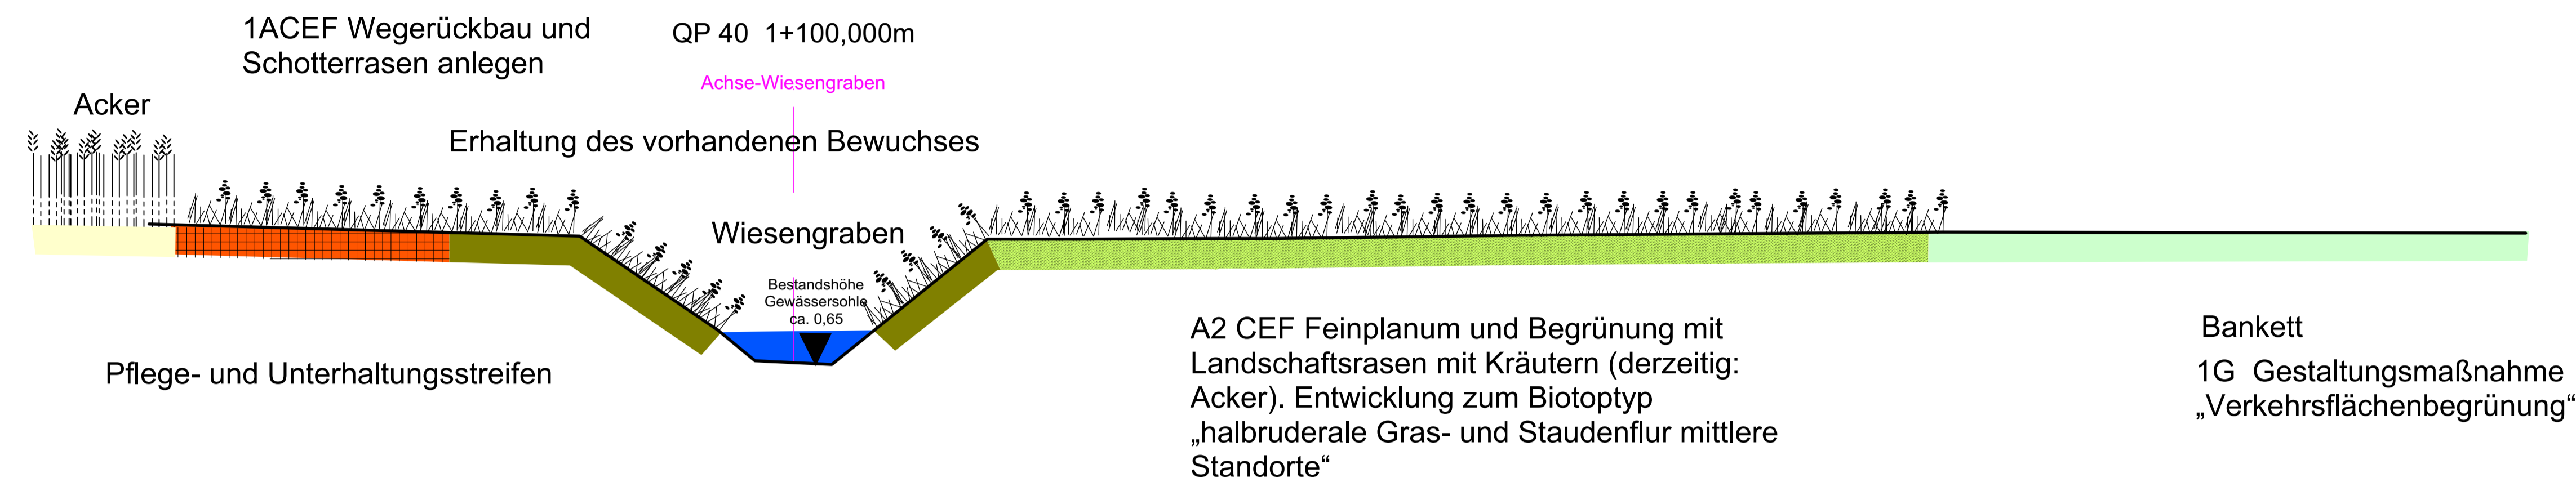 1ACEF Wegerückbau und
Schotterrasen anlegen
QP 40 1+100,000m
Achse-Wiesengraben
Acker
Erhaltung des vorhandenen Bewuchses
Wiesengraben
Bestandshöhe
Gewässersohle
ca. 0,65
Pflege- und Unterhaltungsstreifen
A2 CEF Feinplanum und Begrünung mit
Landschaftsrasen mit Kräutern (derzeitig:
Acker). Entwicklung zum Biotoptyp
„halbruderale Gras- und Staudenflur mittlere
Standorte“
Bankett
1G Gestaltungsmaßnahme
„Verkehrsflächenbegrünung“